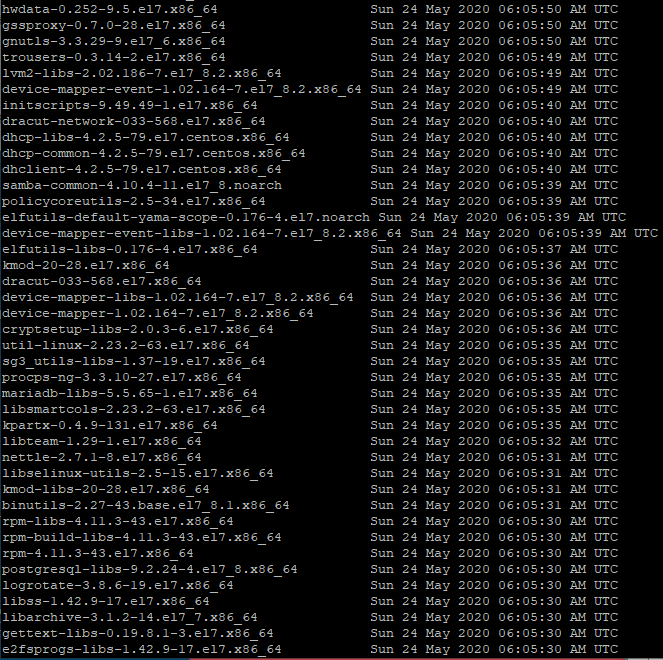 hwdata-0.252-9.5.el7.x86_64 Sun 24 May 2020 06:05:50 AM UTC
gssproxy-0.7.0-28.el7.x86_64 Sun 24 May 2020 06:05:50 AM UTC
gnutls-3.3.29-9.el7_6.x86_64 Sun 24 May 2020 06:05:50 AM UTC
trousers-0.3.14-2.el7.x86_64 Sun 24 May 2020 06:05:49 AM UTC
lvm2-libs-2.02.186-7.el7_8.2.x86_64 Sun 24 May 2020 06:05:49 AM UTC
device-mapper-event-1.02.164-7.el7_8.2.x86_64 Sun 24 May 2020 06:05:49 AM UTC
initscripts-9.49.49-1.el7.x86_64 Sun 24 May 2020 06:05:40 AM UTC
dracut-network-033-568.el7.x86_64 Sun 24 May 2020 06:05:40 AM UTC
dhcp-libs-4.2.5-79.el7.centos.x86_64 Sun 24 May 2020 06:05:40 AM UTC
dhcp-common-4.2.5-79.el7.centos.x86_64 Sun 24 May 2020 06:05:40 AM UTC
dhclient-4.2.5-79.el7.centos.x86_64 Sun 24 May 2020 06:05:40 AM UTC
samba-common-4.10.4-11.el7_8.noarch Sun 24 May 2020 06:05:39 AM UTC
policycoreutils-2.5-34.el7.x86_64 Sun 24 May 2020 06:05:39 AM UTC
elfutils-default-yama-scope-0.176-4.el7.noarch Sun 24 May 2020 06:05:39 AM UTC
device-mapper-event-libs-1.02.164-7.el7_8.2.x86_64 Sun 24 May 2020 06:05:39 AM UTC
elfutils-libs-0.176-4.el7.x86_64 Sun 24 May 2020 06:05:37 AM UTC
kmod-20-28.el7.x86_64 Sun 24 May 2020 06:05:36 AM UTC
dracut-033-568.el7.x86_64 Sun 24 May 2020 06:05:36 AM UTC
device-mapper-libs-1.02.164-7.el7_8.2.x86_64 Sun 24 May 2020 06:05:36 AM UTC
device-mapper-1.02.164-7.el7_8.2.x86_64 Sun 24 May 2020 06:05:36 AM UTC
cryptsetup-libs-2.0.3-6.el7.x86_64 Sun 24 May 2020 06:05:36 AM UTC
util-linux-2.23.2-63.el7.x86_64 Sun 24 May 2020 06:05:35 AM UTC
sg3_utils-libs-1.37-19.el7.x86_64 Sun 24 May 2020 06:05:35 AM UTC
procps-ng-3.3.10-27.el7.x86_64 Sun 24 May 2020 06:05:35 AM UTC
mariadb-libs-5.5.65-1.el7.x86_64 Sun 24 May 2020 06:05:35 AM UTC
libsmartcols-2.23.2-63.el7.x86_64 Sun 24 May 2020 06:05:35 AM UTC
kpartx-0.4.9-131.el7.x86_64 Sun 24 May 2020 06:05:35 AM UTC
libteam-1.29-1.el7.x86_64 Sun 24 May 2020 06:05:32 AM UTC
nettle-2.7.1-8.el7.x86_64 Sun 24 May 2020 06:05:31 AM UTC
libselinux-utils-2.5-15.el7.x86_64 Sun 24 May 2020 06:05:31 AM UTC
kmod-libs-20-28.el7.x86_64 Sun 24 May 2020 06:05:31 AM UTC
binutils-2.27-43.base.el7_8.1.x86_64 Sun 24 May 2020 06:05:31 AM UTC
rpm-libs-4.11.3-43.el7.x86_64 Sun 24 May 2020 06:05:30 AM UTC
rpm-build-libs-4.11.3-43.el7.x86_64 Sun 24 May 2020 06:05:30 AM UTC
rpm-4.11.3-43.el7.x86_64 Sun 24 May 2020 06:05:30 AM UTC
postgresql-libs-9.2.24-4.el7_8.x86_64 Sun 24 May 2020 06:05:30 AM UTC
logrotate-3.8.6-19.el7.x86_64 Sun 24 May 2020 06:05:30 AM UTC
libss-1.42.9-17.el7.x86_64 Sun 24 May 2020 06:05:30 AM UTC
libarchive-3.1.2-14.el7_7.x86_64 Sun 24 May 2020 06:05:30 AM UTC
gettext-libs-0.19.8.1-3.el7.x86_64 Sun 24 May 2020 06:05:30 AM UTC
e2fsprogs-libs-1.42.9-17.el7.x86_64 Sun 24 May 2020 06:05:30 AM UTC